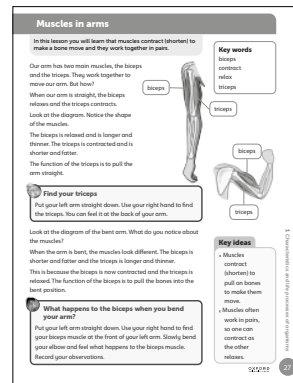 Muscles in arms
In this lesson you will learn that muscles contract (shorten) to
make a bone move and they work together in pairs.
Our arm has two main muscles, the biceps
and the triceps. They work together to
move our arm. But how?
When our arm is straight, the biceps
relaxes and the triceps contracts.
Look at the diagram. Notice the shape
of the muscles.
The biceps is relaxed and is longer and
thinner. The triceps is contracted and is
shorter and fatter.
The function of the triceps is to pull the
arm straight.
biceps
triceps
Key words
biceps
contract
relax
triceps
biceps
triceps
Find your triceps
Put your left arm straight down. Use your right hand to find
the triceps. You can feel it at the back of your arm.
Look at the diagram of the bent arm. What do you notice about
the muscles?
When the arm is bent, the muscles look different. The biceps is
shorter and fatter and the triceps is longer and thinner.
This is because the biceps is now contracted and the triceps is
relaxed. The function of the biceps is to pull the bones into the
bent position.
What happens to the biceps when you bend
your arm?
Put your left arm straight down. Use your right hand to find
your biceps muscle at the front of your left arm. Slowly bend
your elbow and feel what happens to the biceps muscle.
Record your observations.
Key ideas
Muscles
contract
(shorten) to
pull on bones
to make them
move.
Muscles often
work in pairs,
so one can
contract as
the other
relaxes.
1 Characteristics and the processes of organisms
OXFORD
27